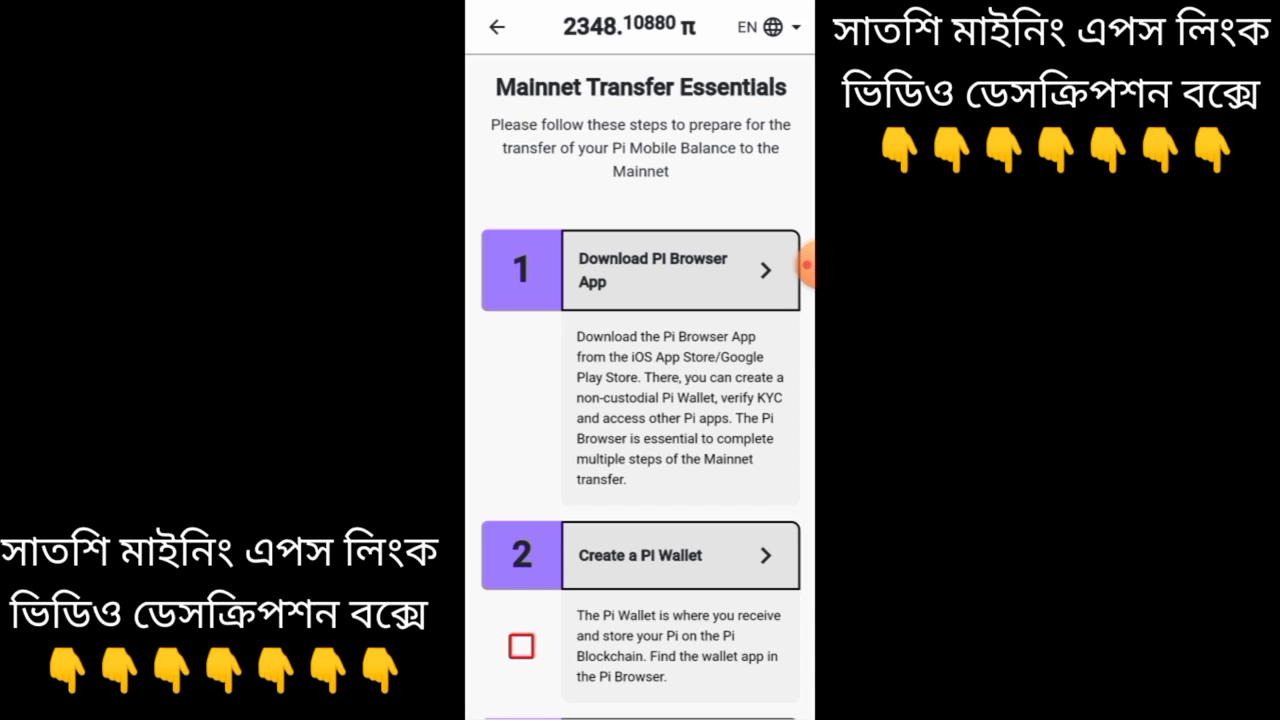 2348.10880 π
EN
Mainnet Transfer Essentials
Please follow these steps to prepare for the
transfer of your Pi Mobile Balance to the
Mainnet
1
Download PI Browser
App
Download the Pi Browser App
from the iOS App Store/Google
Play Store. There, you can create a
non-custodial Pi Wallet, verify KYC
and access other Pi apps. The Pi
Browser is essential to complete
multiple steps of the Mainnet
transfer.
2
Create a PI Wallet
The Pi Wallet is where you receive
and store your Pi on the Pi
Blockchain. Find the wallet app in
the Pi Browser.
সাতশি মাইনিং এপস লিংক
ভিডিও ডেসক্রিপশন বক্সে
👇👇👇👇👇👇👇
সাতশি মাইনিং এপস লিংক
ভিডিও ডেসক্রিপশন বক্সে
👇👇👇👇👇👇👇